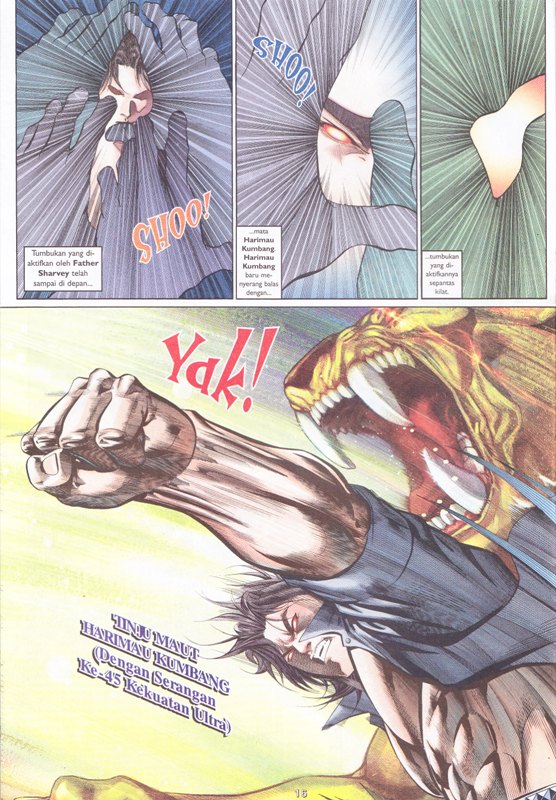 SHOO!
Tumbukan yang di-
aktifkan oleh Father
Sharvey telah
sampai di depan...
SHOO!
...mata
Harimau
Kumbang.
Harimau
Kumbang
baru me-
nyerang balas
dengan...
...tumbukan
yang di-
aktifkannya
sepantas
kilat.
Yak!
TINJU MAUT
HARIMAU KUMBANG
(Dengan Serangan
Ke-45 Kekuatan Ultra)
16